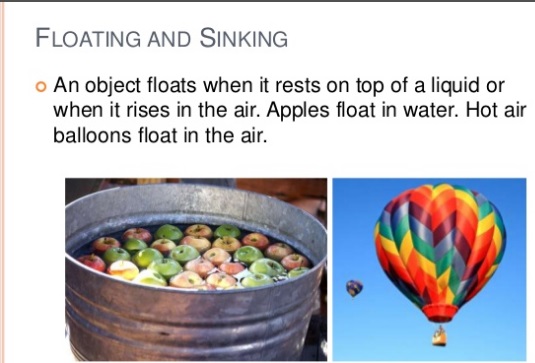 FLOATING AND SINKING
An object floats when it rests on top of a liquid or
when it rises in the air. Apples float in water. Hot air
balloons float in the air.